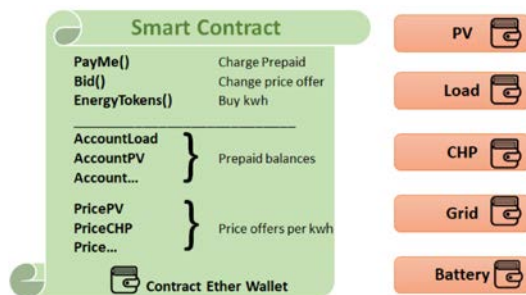 Smart Contract
PayMe() Charge Prepaid
Bid() Change price offer
EnergyTokens() Buy kwh
AccountLoad
AccountPV Prepaid balances
Account...
PricePV
PriceCHP Price offers per kwh
Price...
Contract Ether Wallet
PV
Load
CHP
Grid
Battery